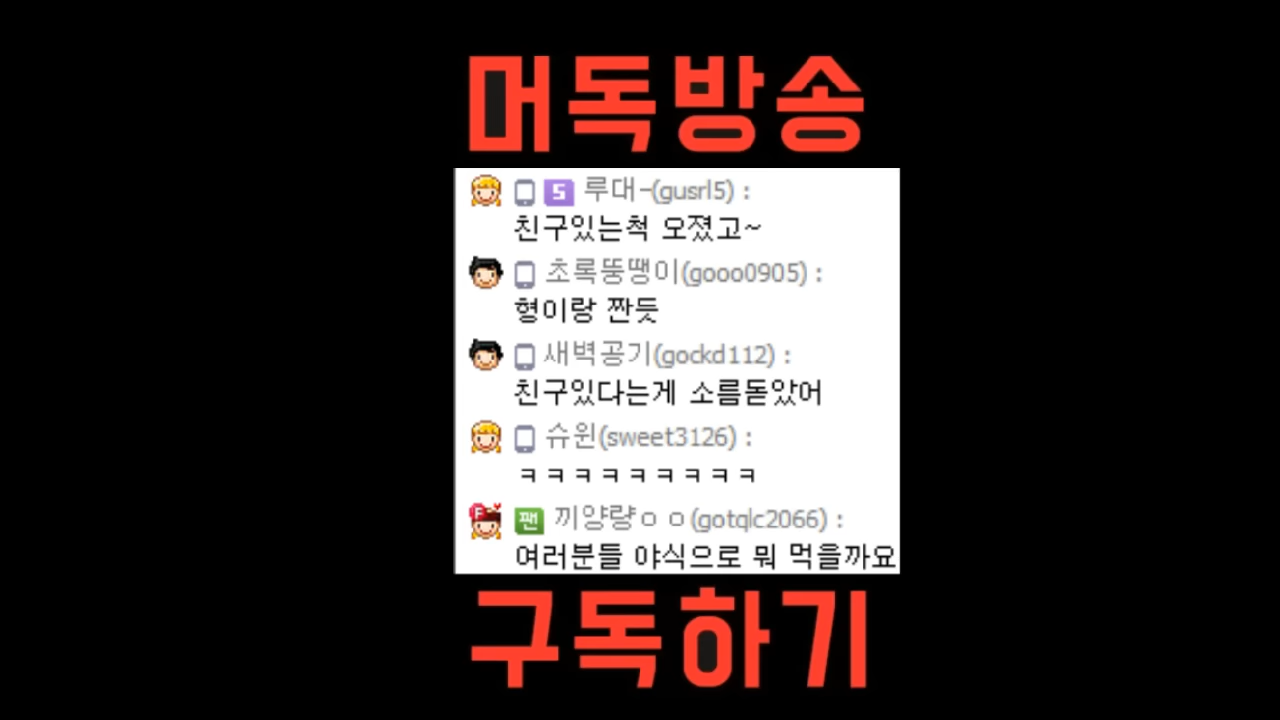 머독방송
S 루대-(gusrl5) :
친구있는척 오졌고~
초록뚱땡이(gooo0905) :
형이랑 짠듯
새벽공기(gockd112) :
친구있다는게 소름돋았어
슈윈(sweet3126) :
ㅋㅋㅋㅋㅋㅋㅋㅋㅋ
F 팬 끼양량ㅇㅇ(gotqlc2066) :
여러분들 야식으로 뭐 먹을까요
구독하기